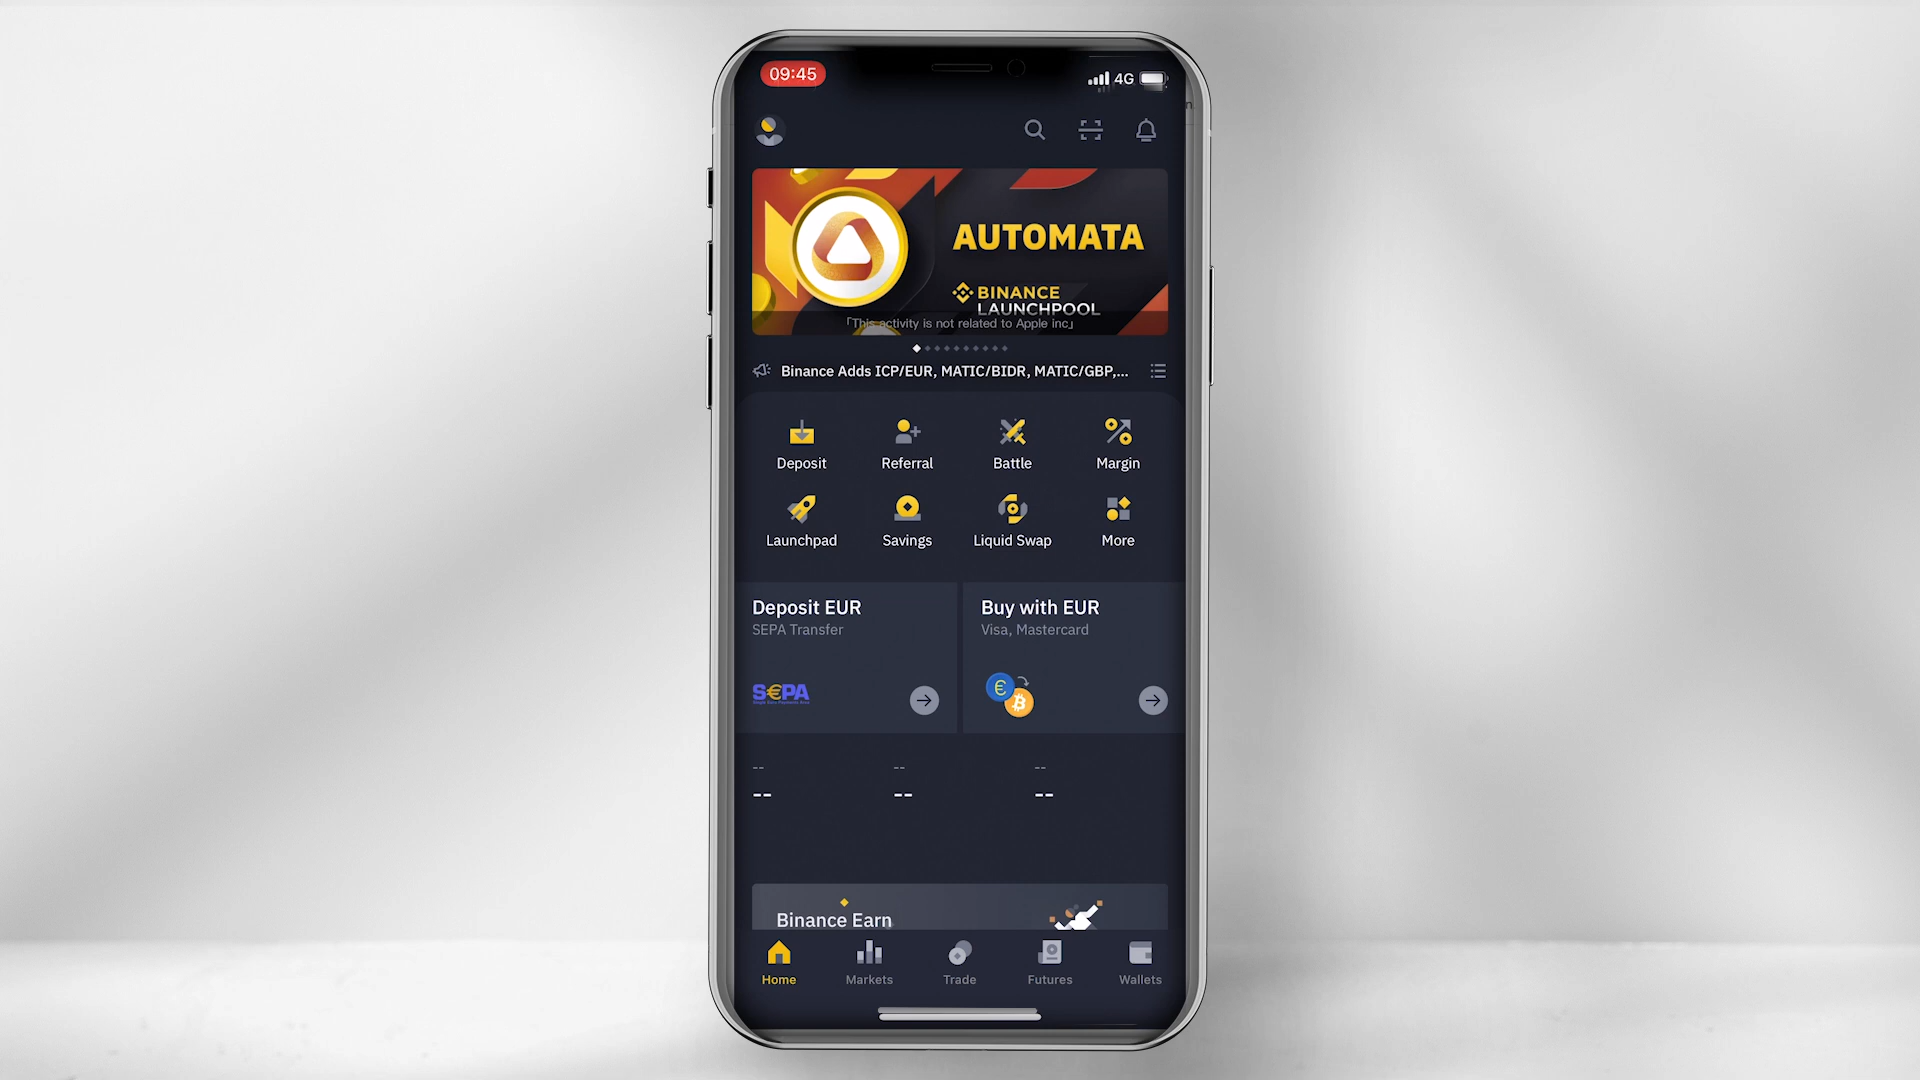 09:45
4G
AUTOMATA
BINANCE
LAUNCHPOOL
「This activity is not related to Apple inc」
Binance Adds ICP/EUR, MATIC/BIDR, MATIC/GBP,...
Deposit
Referral
Battle
Margin
Launchpad
Savings
Liquid Swap
More
Deposit EUR
SEPA Transfer
S€PA
Buy with EUR
Visa, Mastercard
-- -- --
-- -- --
Binance Earn
Home
Markets
Trade
Futures
Wallets